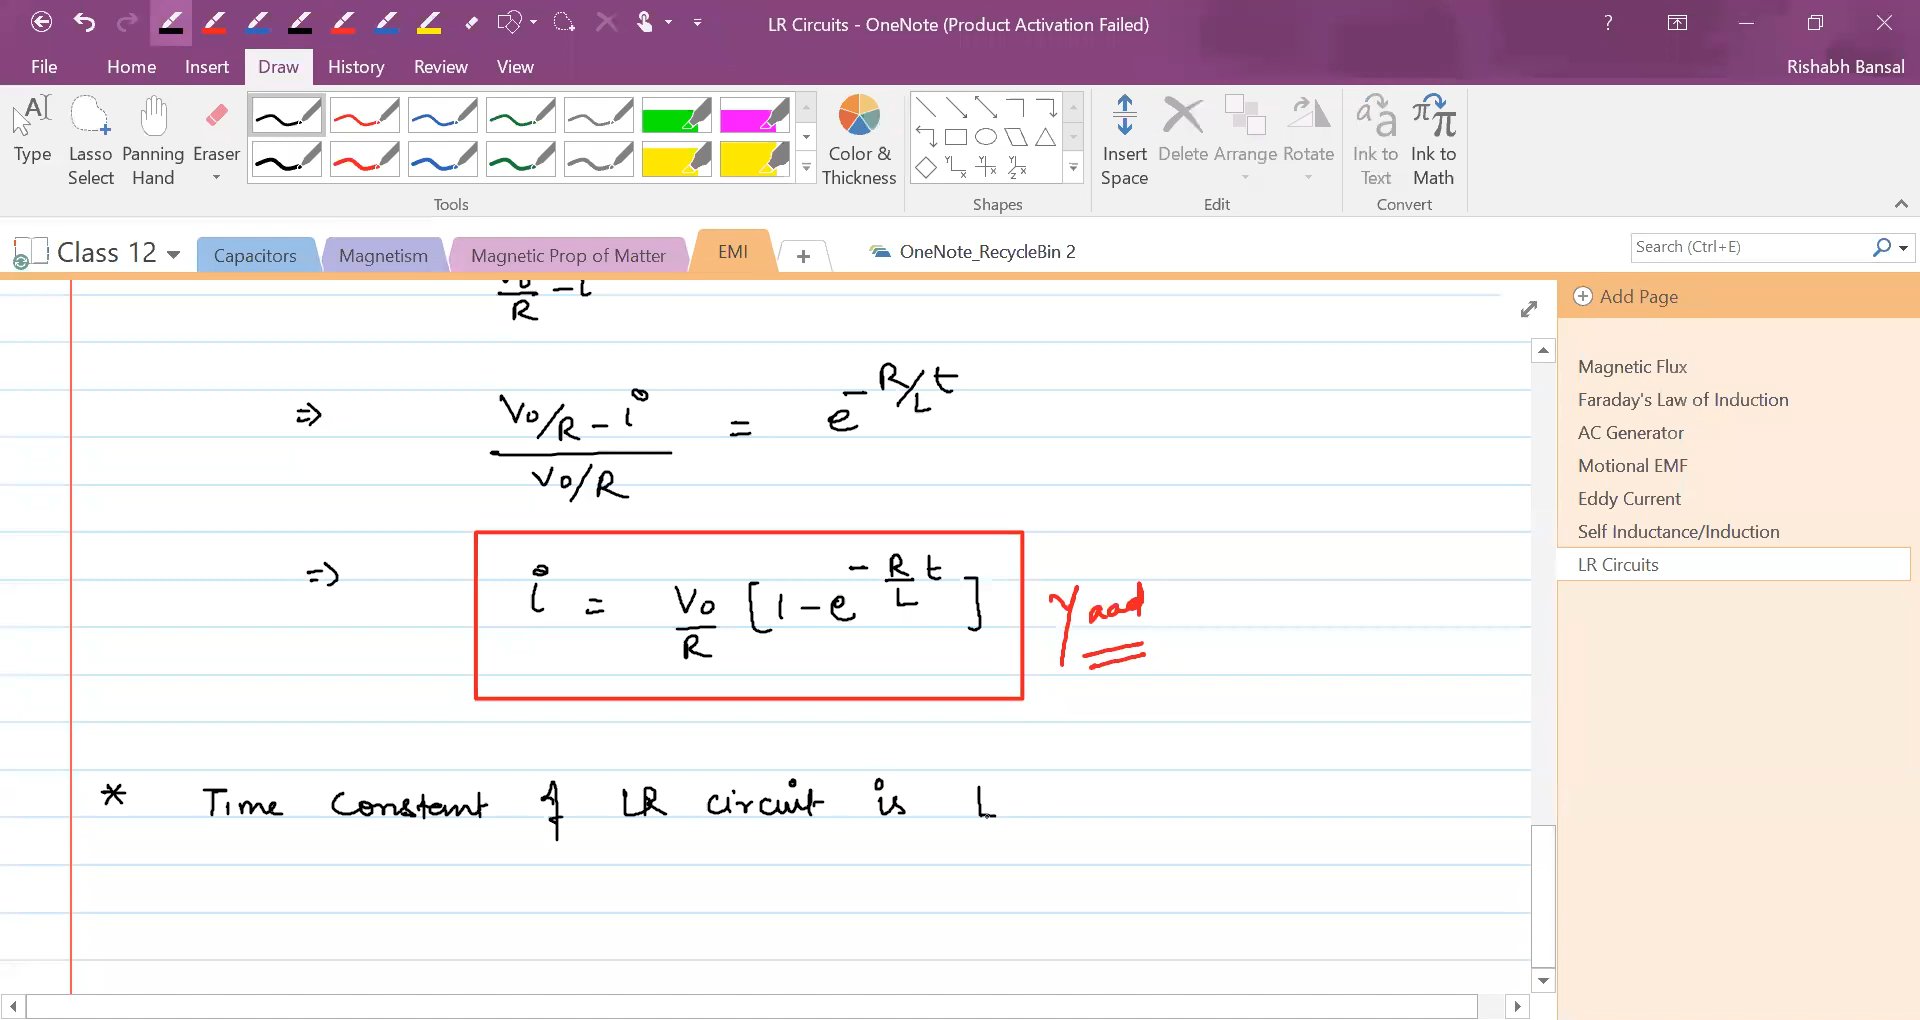 LR Circuits - OneNote (Product Activation Failed)
?
File Home Insert Draw History Review View Rishabh Bansal
Type
Lasso Select
Panning Hand
Eraser
Color & Thickness
Insert Space
Delete Arrange Rotate
Ink to Text
Ink to Math
Tools Shapes Edit Convert
Class 12 Capacitors Magnetism Magnetic Prop of Matter EMI + OneNote_RecycleBin 2 Search (Ctrl+E)
Add Page
Magnetic Flux
Faraday's Law of Induction
AC Generator
Motional EMF
Eddy Current
Self Inductance/Induction
LR Circuits
V0/R - i
=> (V0/R - i)/(V0/R) = e^(-R/L t)
=> i = V0/R [1 - e^(-R/L t)] Yaad
* Time Constant of LR circuit is L